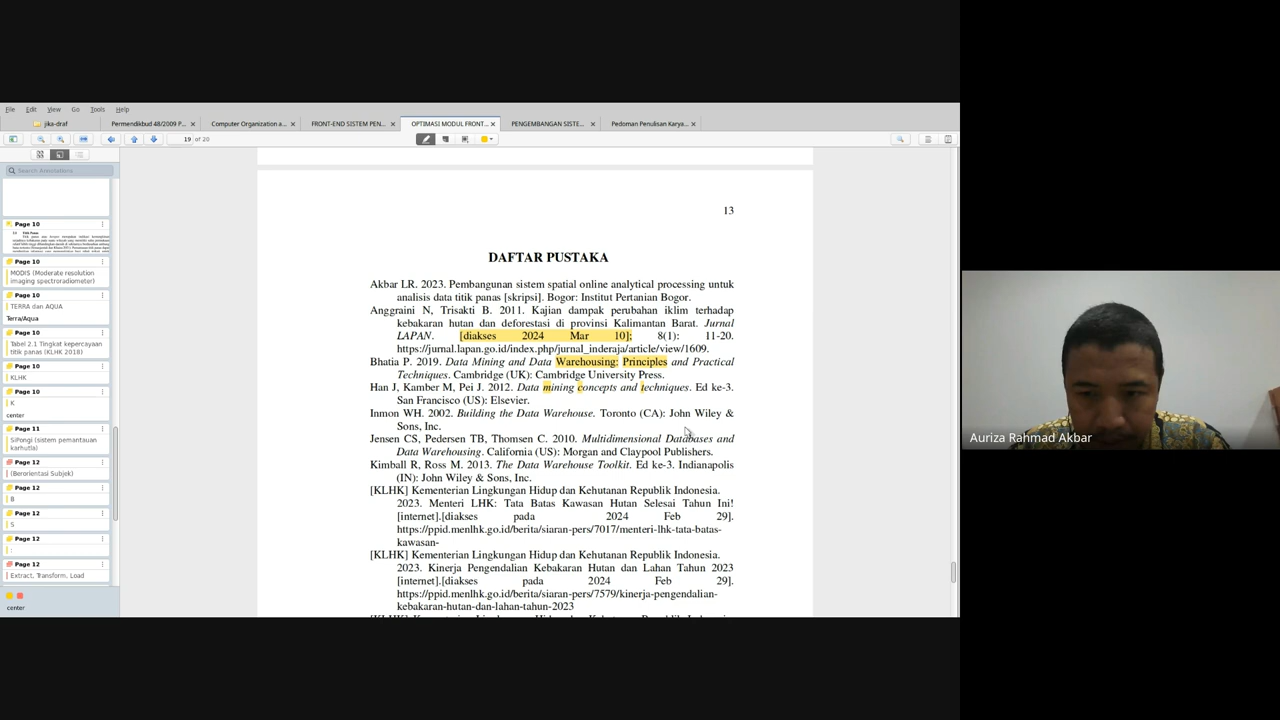 File Edit View Go Tools Help
jika-draf
Permendikbud 48/2009 P...
Computer Organization a...
FRONT-END SISTEM PEN...
OPTIMASI MODUL FRONT...
PENGEMBANGAN SISTE...
Pedoman Penulisan Karya...
19 of 20
Search Annotations
Page 10
Page 10
MODIS (Moderate resolution
imaging spectroradiometer)
Page 10
TERRA dan AQUA
Terra/Aqua
Page 10
Tabel 2.1 Tingkat kepercayaan
titik panas (KLHK 2018)
Page 10
KLHK
Page 10
K
center
Page 11
SiPongi (sistem pemantauan
karhutla)
Page 12
(Berorientasi Subjek)
Page 12
B
Page 12
S
Page 12
:
Page 12
Extract, Transform, Load
center
13
DAFTAR PUSTAKA
Akbar LR. 2023. Pembangunan sistem spatial online analytical processing untuk
analisis data titik panas [skripsi]. Bogor: Institut Pertanian Bogor.
Anggraini N, Trisakti B. 2011. Kajian dampak perubahan iklim terhadap
kebakaran hutan dan deforestasi di provinsi Kalimantan Barat. Jurnal
LAPAN. [diakses 2024 Mar 10]; 8(1): 11-20.
https://jurnal.lapan.go.id/index.php/jurnal_inderaja/article/view/1609.
Bhatia P. 2019. Data Mining and Data Warehousing: Principles and Practical
Techniques. Cambridge (UK): Cambridge University Press.
Han J, Kamber M, Pei J. 2012. Data mining concepts and techniques. Ed ke-3.
San Francisco (US): Elsevier.
Inmon WH. 2002. Building the Data Warehouse. Toronto (CA): John Wiley &
Sons, Inc.
Jensen CS, Pedersen TB, Thomsen C. 2010. Multidimensional Databases and
Data Warehousing. California (US): Morgan and Claypool Publishers.
Kimball R, Ross M. 2013. The Data Warehouse Toolkit. Ed ke-3. Indianapolis
(IN): John Wiley & Sons, Inc.
[KLHK] Kementerian Lingkungan Hidup dan Kehutanan Republik Indonesia.
2023. Menteri LHK: Tata Batas Kawasan Hutan Selesai Tahun Ini!
[internet].[diakses pada 2024 Feb 29].
https://ppid.menlhk.go.id/berita/siaran-pers/7017/menteri-lhk-tata-batas-
kawasan-
[KLHK] Kementerian Lingkungan Hidup dan Kehutanan Republik Indonesia.
2023. Kinerja Pengendalian Kebakaran Hutan dan Lahan Tahun 2023
[internet].[diakses pada 2024 Feb 29].
https://ppid.menlhk.go.id/berita/siaran-pers/7579/kinerja-pengendalian-
kebakaran-hutan-dan-lahan-tahun-2023
Auriza Rahmad Akbar